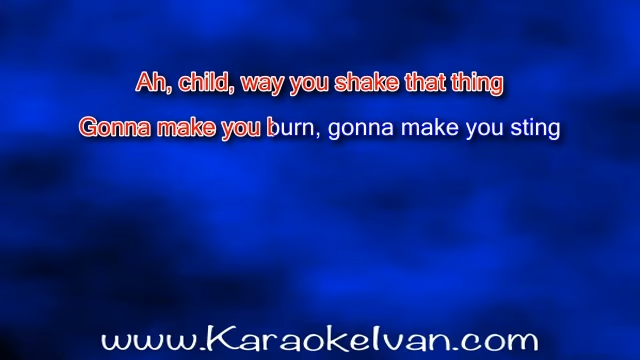 Ah, child, way you shake that thing
Gonna make you burn, gonna make you sting
www.KaraokeIvan.com